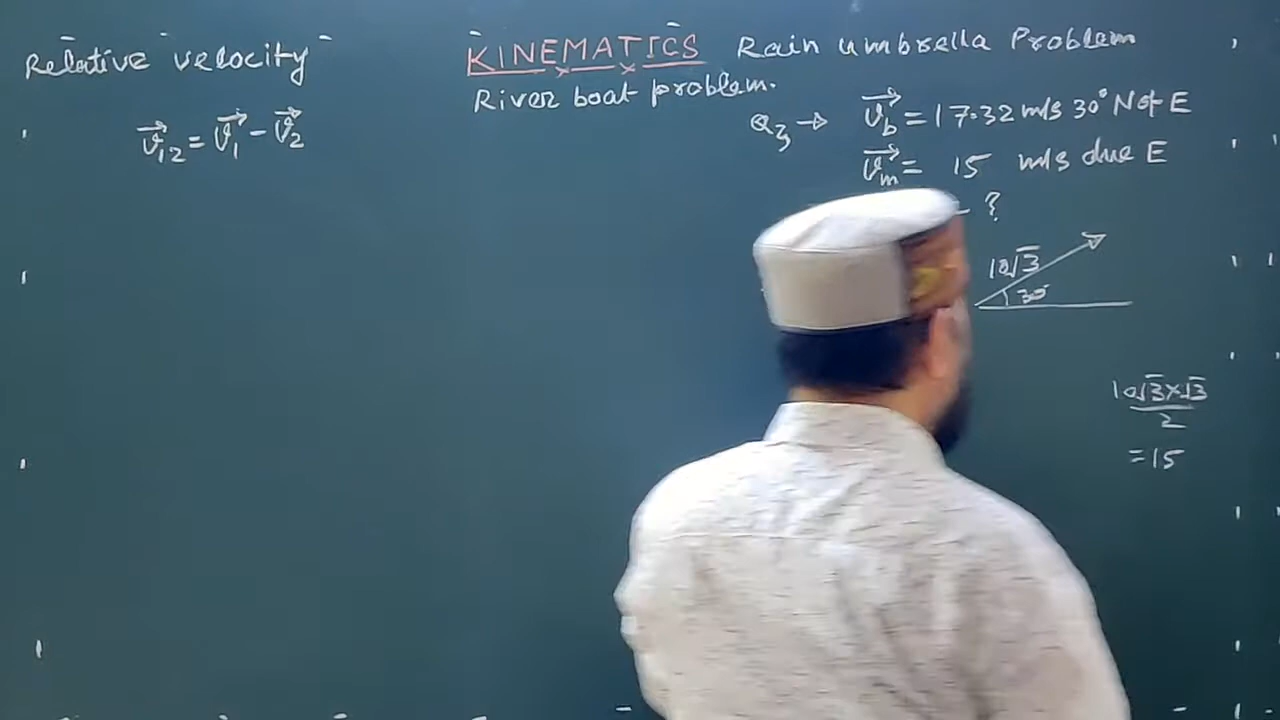 Relative velocity
v⃗12 = v⃗1 - v⃗2
KINEMATICS Rain umbrella Problem
River boat problem.
Q3 → v⃗b = 17.32 m/s 30° N of E
v⃗m = 15 m/s due E
?
10√3
30°
10√3×√3
2
=15